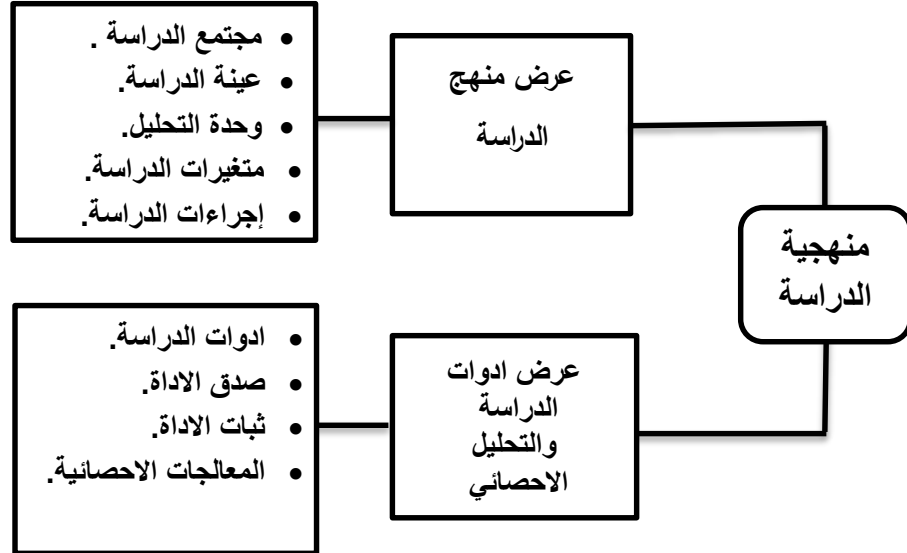 منهجية
الدراسة
عرض منهج
الدراسة
• مجتمع الدراسة .
• عينة الدراسة.
• وحدة التحليل.
• متغيرات الدراسة.
• إجراءات الدراسة.
عرض ادوات
الدراسة
والتحليل
الاحصائي
• ادوات الدراسة.
• صدق الاداة.
• ثبات الاداة.
• المعالجات الاحصائية.